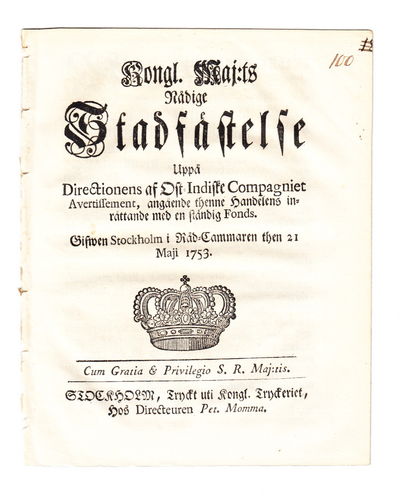 100
Kongl. Maj:ts
Nådige
Stadfästelse
Uppå
Directionens af Ost Indiske Compagniet
Avertissement, angående thenne Handelens in-
rättande med en ständig Fonds.
Gifwen Stockholm i Råd-Cammaren then 21
Maji 1753.
Cum Gratia & Privilegio S. R. Maj:tis.
STOCKHOLM, Tryckt uti Kongl. Tryckeriet,
Hos Directeuren Pet. Momma.